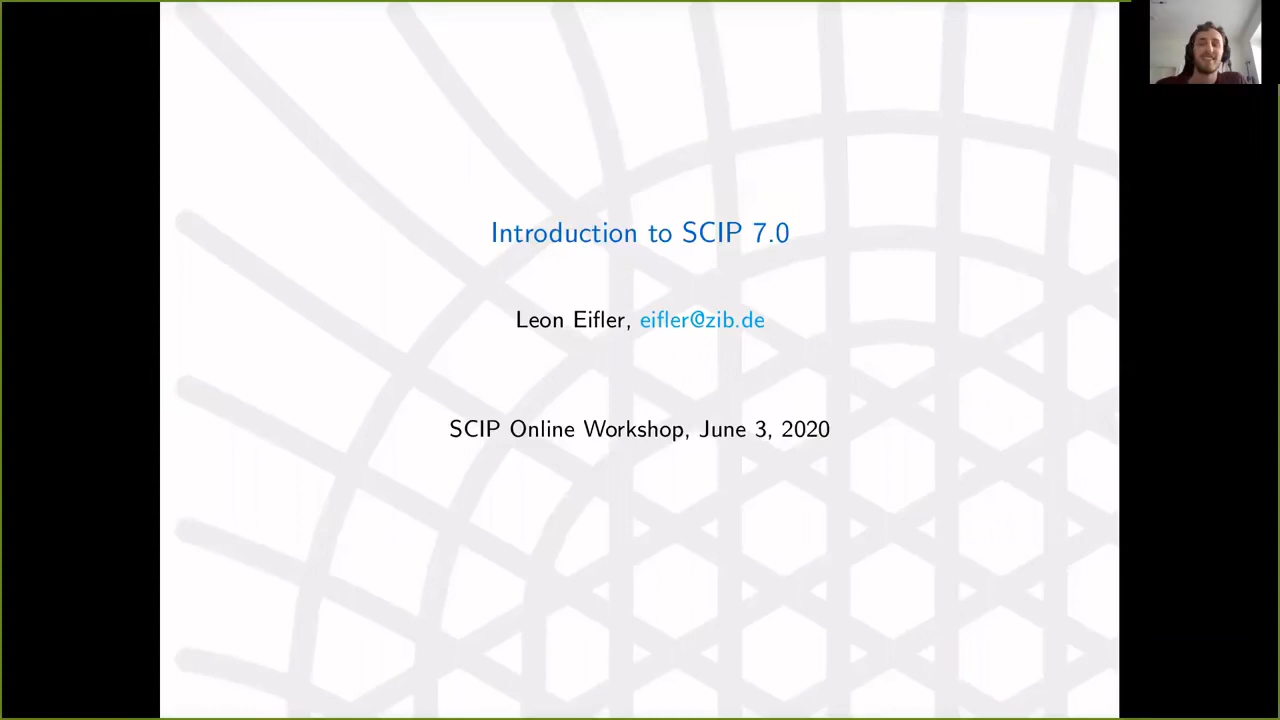 Introduction to SCIP 7.0
Leon Eifler, eifler@zib.de
SCIP Online Workshop, June 3, 2020